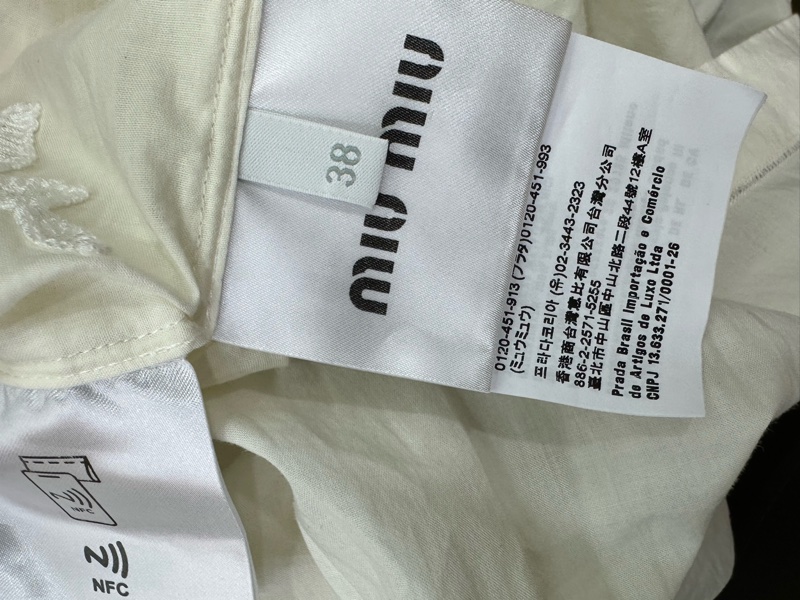 miu miu
38
0120-451-913 (プラダ)0120-451-993
(ミュウミュウ)
프라다코리아 (유)02-3443-2323
香港商台灣惠比有限公司台灣分公司
886-2-2571-5255
臺北市中山區中山北路二段44號12樓A室
Prada Brasil Importação e Comércio
de Artigos de Luxo Ltda
CNPJ 13.633.271/0001-26
NFC
NFC